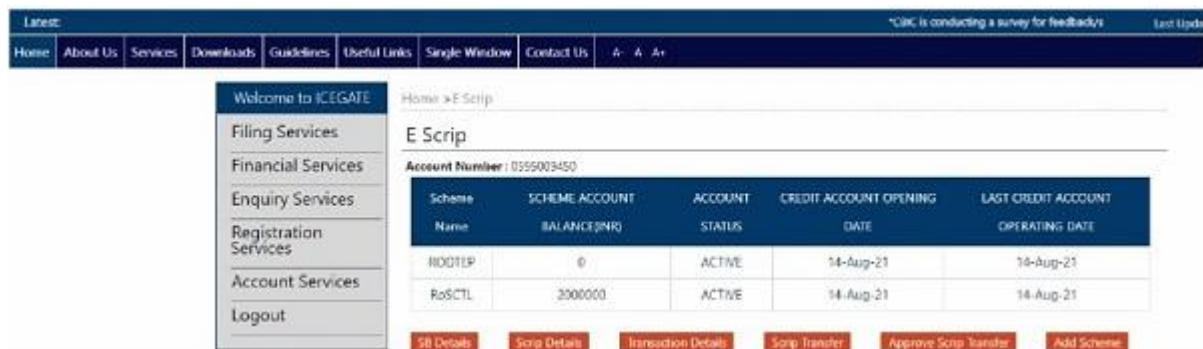 Latest:
*CBIC is conducting a survey for feedback/s
Last Upda
Home About Us Services Downloads Guidelines Useful Links Single Window Contact Us A- A A+
Welcome to ICEGATE
Filing Services
Financial Services
Enquiry Services
Registration
Services
Account Services
Logout
Home >E Scrip
E Scrip
Account Number : 0595003450
Scheme SCHEME ACCOUNT ACCOUNT CREDIT ACCOUNT OPENING LAST CREDIT ACCOUNT
Name BALANCE(INR) STATUS DATE OPERATING DATE
RODTEP 0 ACTIVE 14-Aug-21 14-Aug-21
RoSCTL 2000000 ACTIVE 14-Aug-21 14-Aug-21
SB Details Scrip Details Transaction Details Scrip Transfer Approve Scrip Transfer Add Scheme